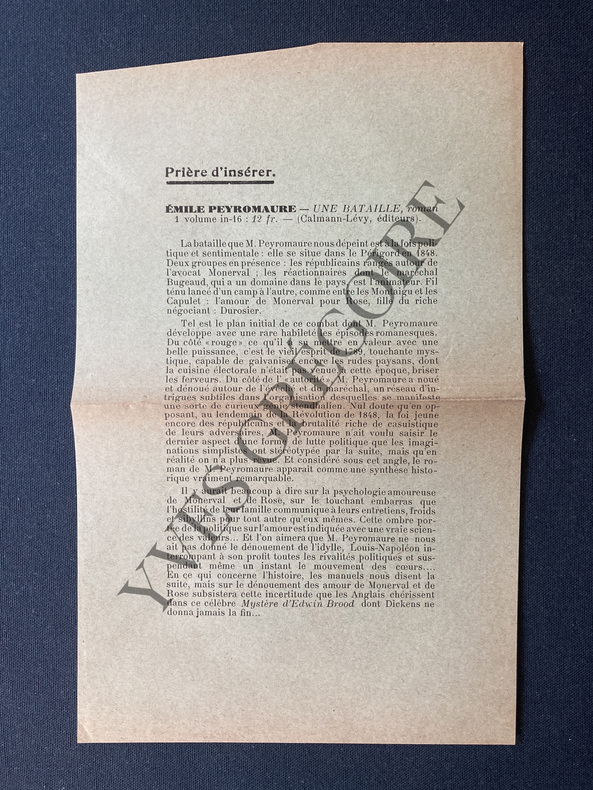 Prière d'insérer.
ÉMILE PEYROMAURE — UNE BATAILLE, roman
1 volume in-16 : 12 fr. — (Calmann-Lévy, éditeurs).
La bataille que M. Peyromaure nous dépeint est à la fois poli-
tique et sentimentale : elle se situe dans le Périgord de 1848.
Deux groupes en présence : les républicains rangés autour de
l'avocat Monerval ; les réactionnaires dont le maréchal
Bugeaud, qui a un domaine dans le pays, est l'animateur. Fil
ténu lancé d'un camp à l'autre, comme entre les Montaigu et les
Capulet : l'amour de Monerval pour Rose, fille du riche
négociant : Durosier.
Tel est le plan initial de ce combat dont M. Peyromaure
développe avec une rare habileté les épisodes romanesques.
Du côté « rouge » ce qu'il met en valeur avec une
belle puissance, c'est le vieil esprit de 89, touchante mys-
tique, capable de galvaniser encore les rudes paysans, dont
la cuisine électorale n'était venue, à cette époque, briser
les ferveurs. Du côté de l'autorité, M. Peyromaure a noué
et dénoué autour de et du maréchal, un réseau d'in-
trigues subtiles dans desquelles se manifeste
une sorte de curieux Nul doute qu'en op-
posant, au lendemain de la Révolution de 1848, la foi jeune
encore des républicains et la brutalité riche de casuistique
de leurs adversaires, M. Peyromaure n'ait voulu saisir le
dernier aspect d'une forme de lutte politique que les imagi-
nations simplistes ont stéréotypée par la suite, mais qu'en
réalité on n'a plus revue. Et considéré sous cet angle, le ro-
man de M. Peyromaure apparaît comme une synthèse histo-
rique vraiment remarquable.
Il y aurait beaucoup à dire sur la psychologie amoureuse
de Monerval et de Rose, sur le touchant embarras que
l'hostilité de leur famille communique à leurs entretiens, froids
et pour tout autre qu'eux mêmes. Cette ombre por-
tée de la politique sur l'amour est indiquée avec une vraie scien-
ce des valeurs... Et l'on aimera que M. Peyromaure ne nous
ait pas donné le dénouement de l'idylle, Louis-Napoléon in-
terrompant à son profit toutes les rivalités politiques et sus-
pendant même un instant le mouvement des cœurs....
En ce qui concerne l'histoire, les manuels nous disent la
suite, mais sur le dénouement des amour de Monerval et de
Rose subsistera cette incertitude que les Anglais chérissent
dans ce célèbre Mystère d'Edwin Brood dont Dickens ne
donna jamais la fin...
YVES GRÉGOIRE